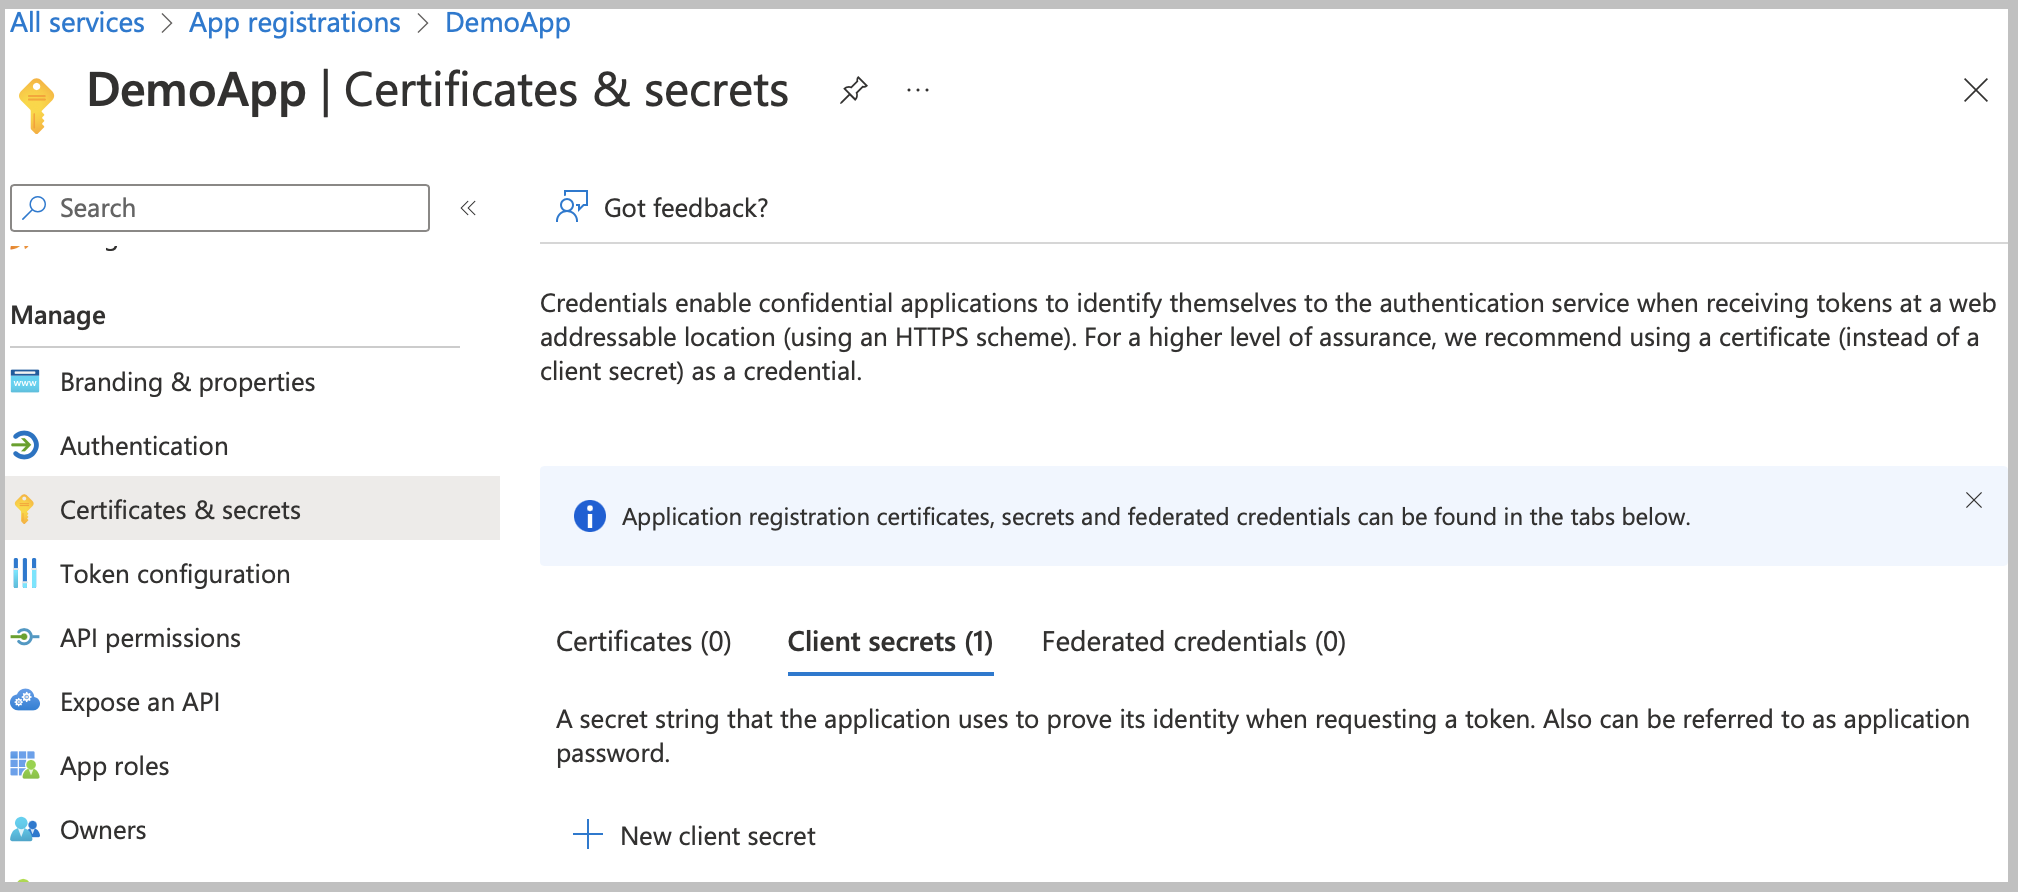 All services > App registrations > DemoApp
DemoApp | Certificates & secrets
Search
Got feedback?
Credentials enable confidential applications to identify themselves to the authentication service when receiving tokens at a web
addressable location (using an HTTPS scheme). For a higher level of assurance, we recommend using a certificate (instead of a
client secret) as a credential.
Manage
Branding & properties
Authentication
Certificates & secrets
Token configuration
API permissions
Expose an API
App roles
Owners
Application registration certificates, secrets and federated credentials can be found in the tabs below.
Certificates (0) Client secrets (1) Federated credentials (0)
A secret string that the application uses to prove its identity when requesting a token. Also can be referred to as application
password.
New client secret